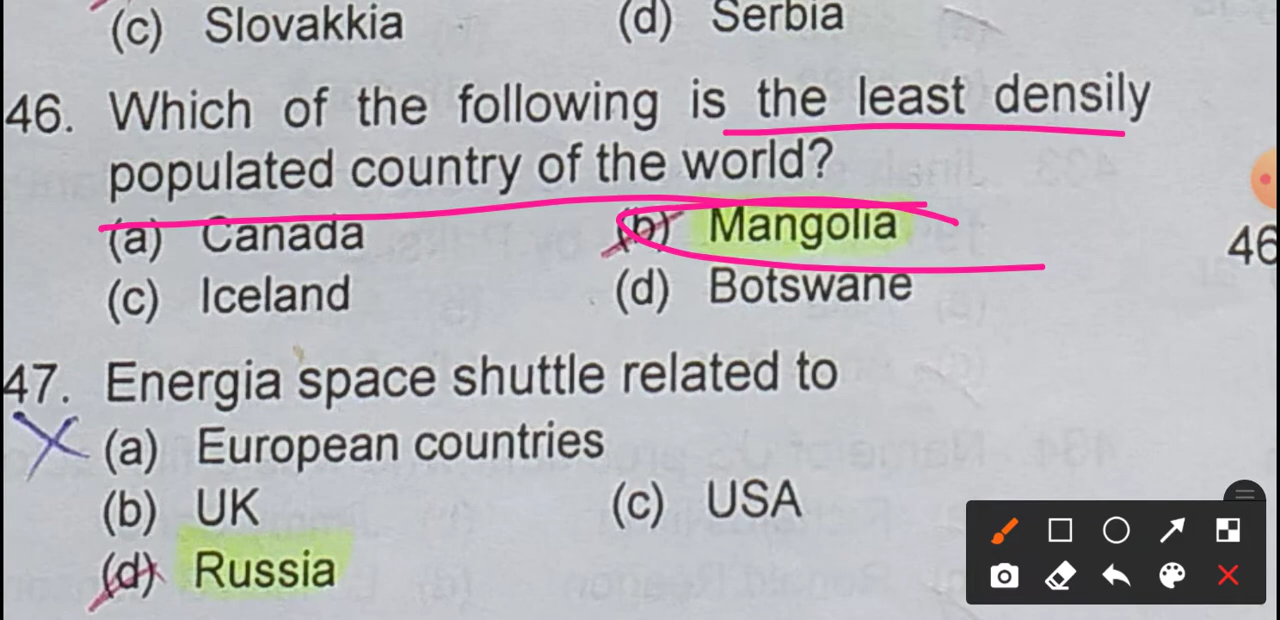 (c) Slovakkia (d) Serbia
46. Which of the following is the least densily
populated country of the world?
(a) Canada (b) Mangolia
(c) Iceland (d) Botswane
46
47. Energia space shuttle related to
(a) European countries
(b) UK (c) USA
(d) Russia